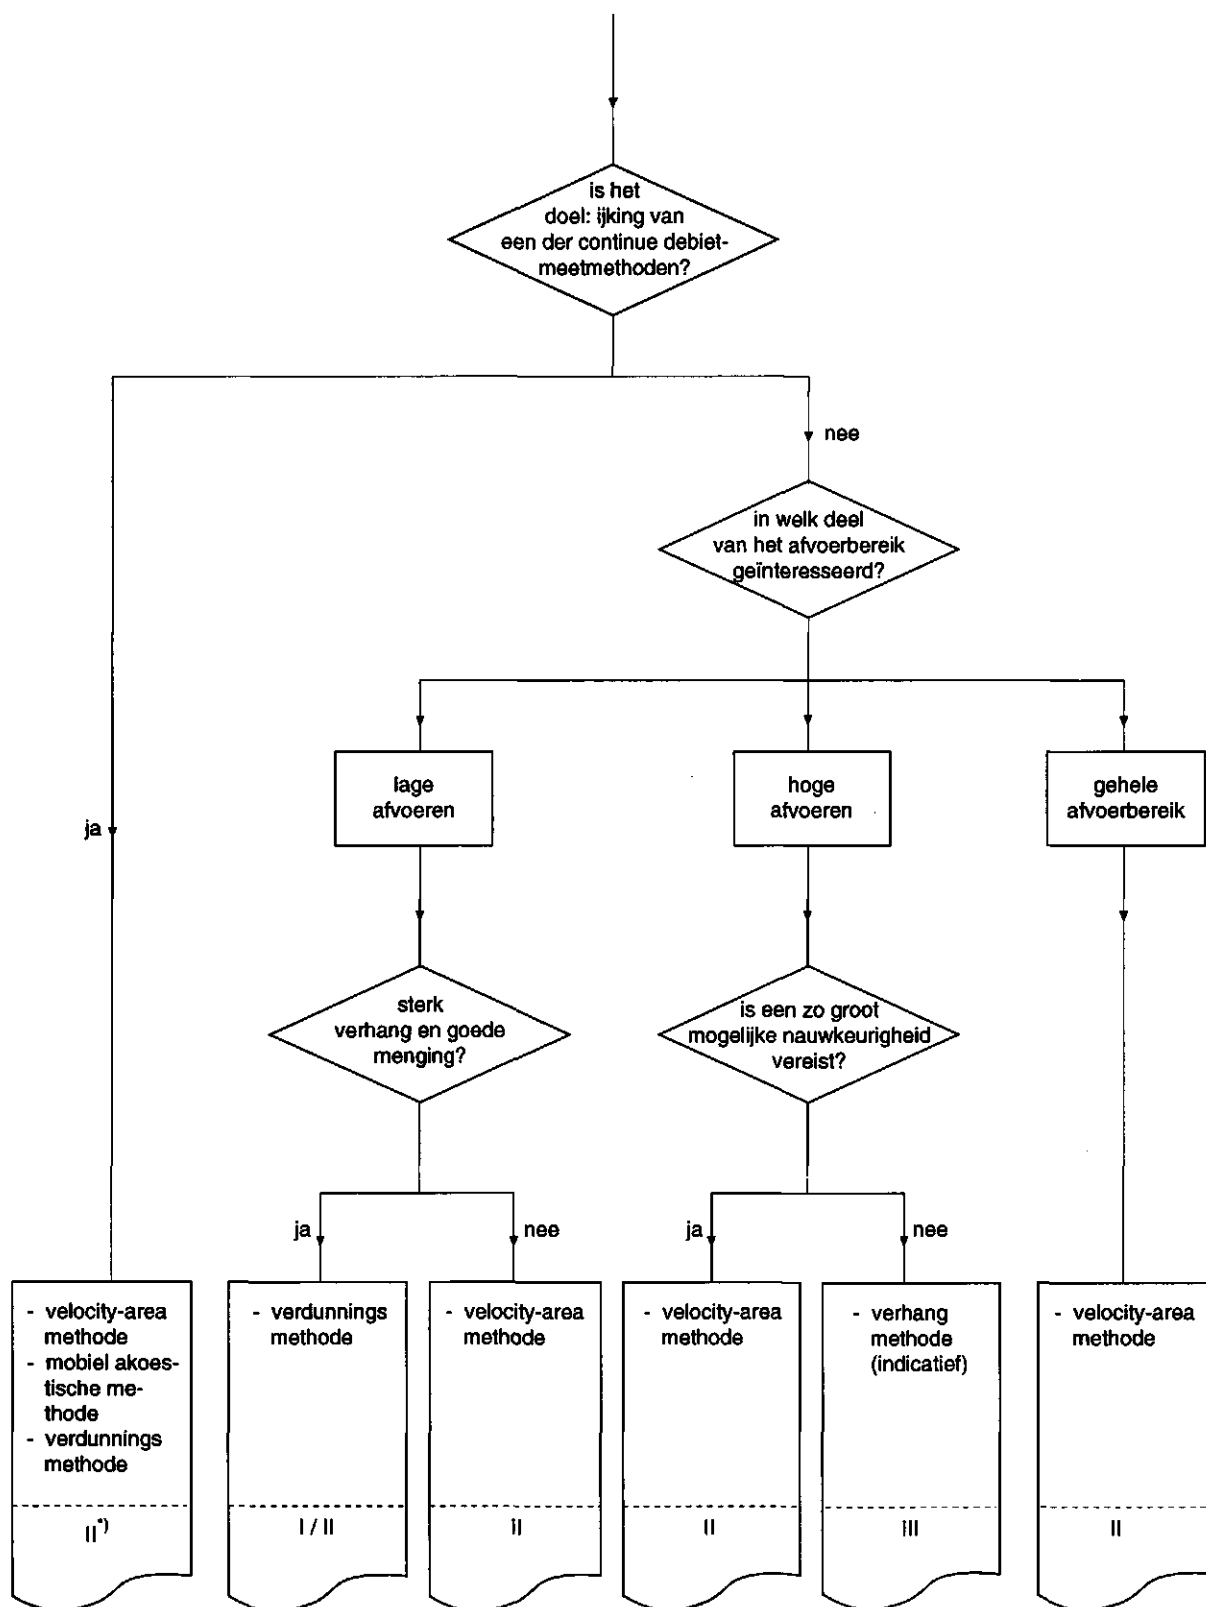 is het
doel: ijking van
een der continue debiet-
meetmethoden?
nee
in welk deel
van het afvoerbereik
geïnteresseerd?
lage
afvoeren
hoge
afvoeren
gehele
afvoerbereik
ja
sterk
verhang en goede
menging?
is een zo groot
mogelijke nauwkeurigheid
vereist?
ja
nee
ja
nee
- velocity-area
methode
- mobiel akoes-
tische me-
thode
- verdunnings
methode
II*)
- verdunnings
methode
I / II
- velocity-area
methode
II
- velocity-area
methode
II
- verhang
methode
(indicatief)
III
- velocity-area
methode
II